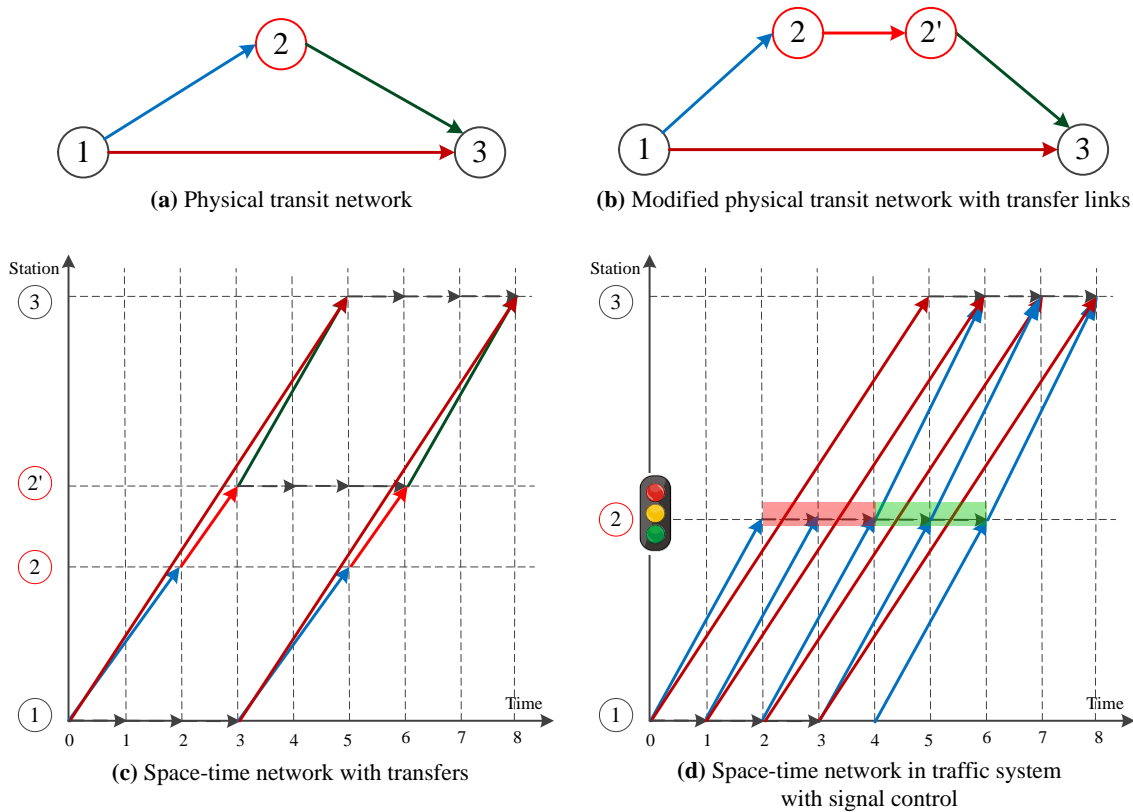 2
1
3
(a) Physical transit network
2
2'
1
3
(b) Modified physical transit network with transfer links
Station
3
2'
2
1
Time
0 1 2 3 4 5 6 7 8
(c) Space-time network with transfers
Station
3
2
1
Time
0 1 2 3 4 5 6 7 8
(d) Space-time network in traffic system
with signal control